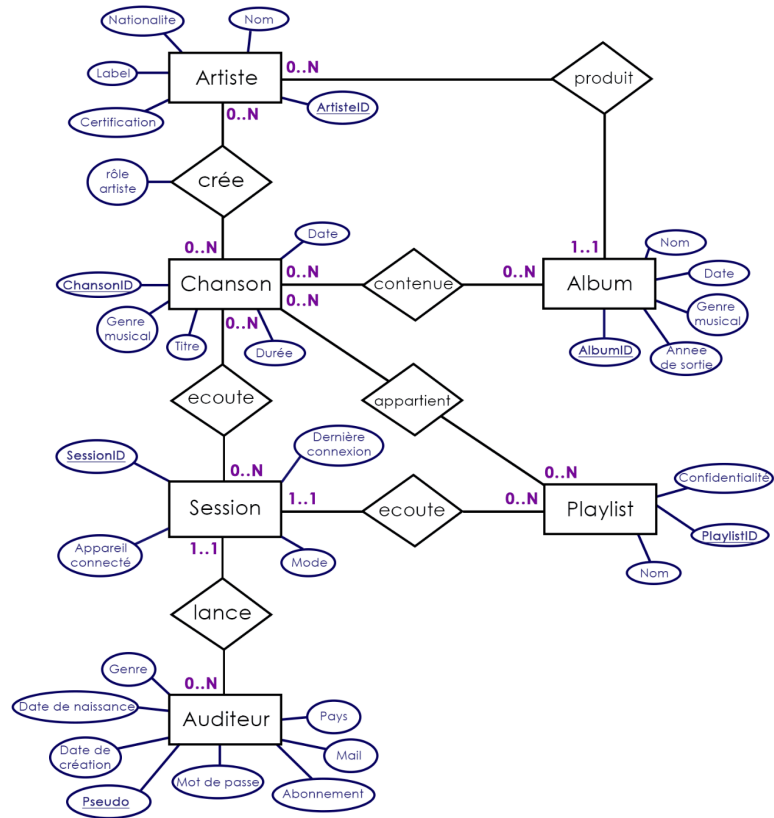 Nationalite
Nom
Label
Artiste
0..N
produit
Certification
0..N
ArtisteID
rôle
artiste
crée
Date
0..N
1..1
Nom
ChansonID
Chanson
0..N
0..N
contenue
0..N
Album
Date
Genre
musical
0..N
Genre
musical
Titre
Durée
AlbumID
Annee
de sortie
ecoute
appartient
SessionID
Dernière
connexion
0..N
0..N
Session
1..1
ecoute
0..N
Playlist
Confidentialité
PlaylistID
Appareil
connecté
1..1
Mode
Nom
lance
Genre
0..N
Date de naissance
Auditeur
Pays
Date de
création
Mail
Pseudo
Mot de passe
Abonnement